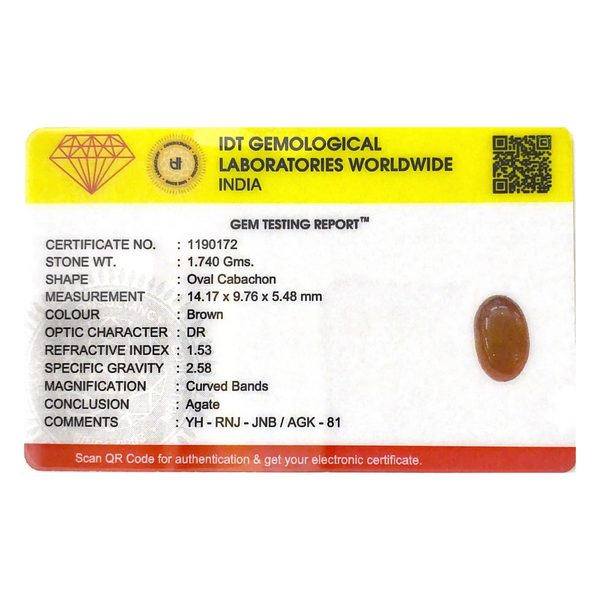 IDT GEMOLOGICAL
LABORATORIES WORLDWIDE
INDIA
GEM TESTING REPORT™
CERTIFICATE NO. : 1190172
STONE WT. : 1.740 Gms.
SHAPE : Oval Cabachon
MEASUREMENT : 14.17 x 9.76 x 5.48 mm
COLOUR : Brown
OPTIC CHARACTER : DR
REFRACTIVE INDEX : 1.53
SPECIFIC GRAVITY : 2.58
MAGNIFICATION : Curved Bands
CONCLUSION : Agate
COMMENTS : YH - RNJ - JNB / AGK - 81
Scan QR Code for authentication & get your electronic certificate.